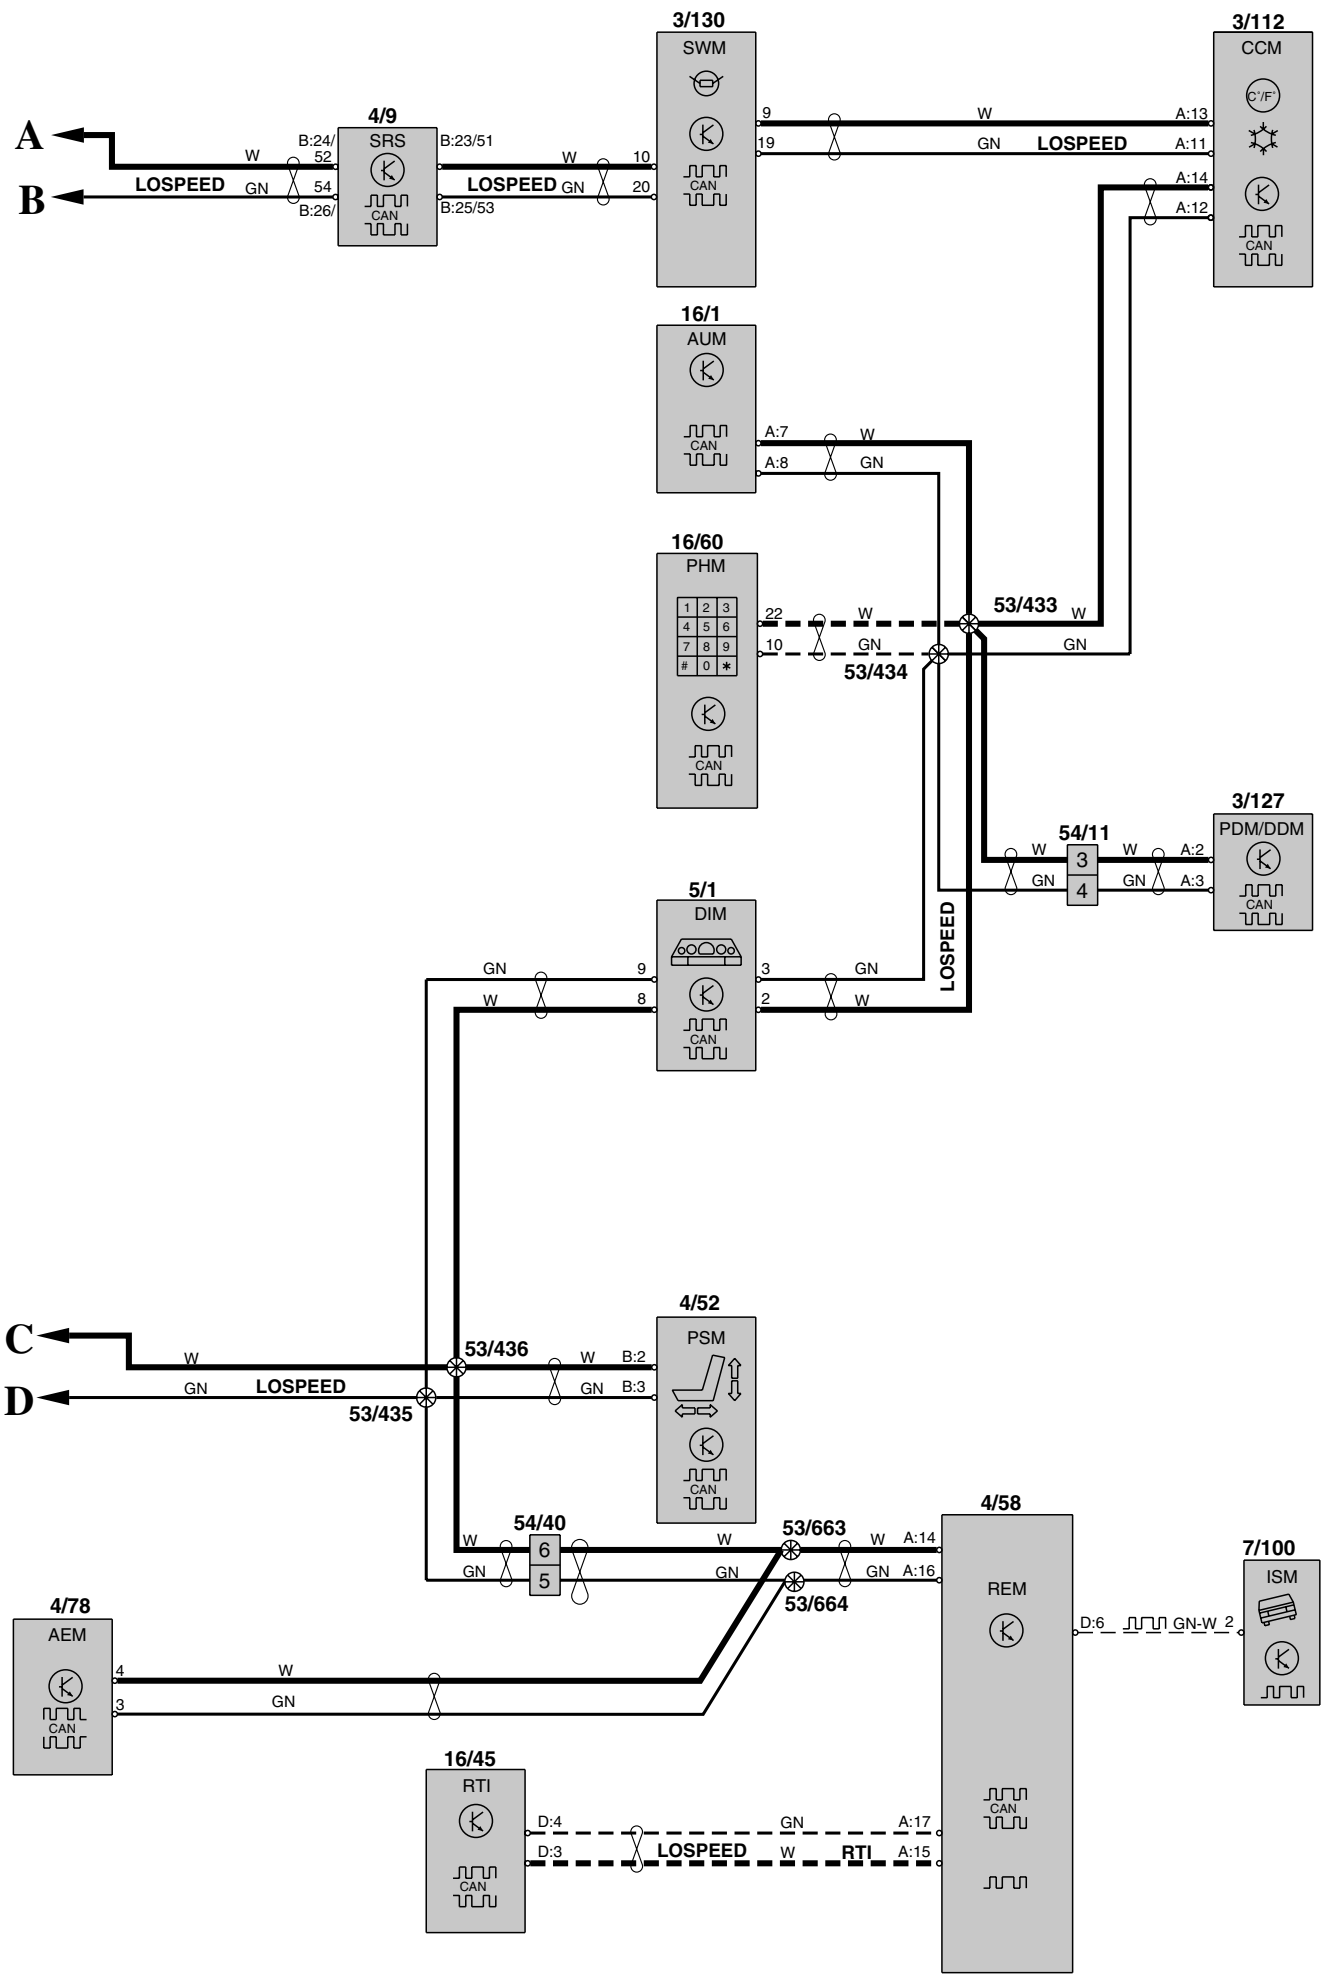 3/130
SWM
CAN
3/112
CCM
C°/F°
CAN
A
B
4/9
SRS
CAN
B:24/
52
54
B:26/
W
LOSPEED
GN
B:23/51
B:25/53
W
LOSPEED
GN
10
20
9
19
W
GN
LOSPEED
A:13
A:11
A:14
A:12
16/1
AUM
CAN
A:7
A:8
W
GN
16/60
PHM
1 2 3
4 5 6
7 8 9
# 0 *
CAN
22
10
W
GN
53/433
53/434
W
GN
3/127
PDM/DDM
CAN
54/11
3
4
W
GN
W
GN
A:2
A:3
LOSPEED
5/1
DIM
CAN
GN
W
9
8
3
2
GN
W
C
D
W
GN
LOSPEED
53/436
53/435
W
GN
B:2
B:3
4/52
PSM
CAN
54/40
6
5
W
GN
W
GN
53/663
53/664
W
GN
A:14
A:16
4/58
REM
CAN
D:6
GN-W
2
7/100
ISM
4/78
AEM
CAN
4
3
W
GN
16/45
RTI
CAN
D:4
D:3
GN
LOSPEED
W
RTI
A:17
A:15